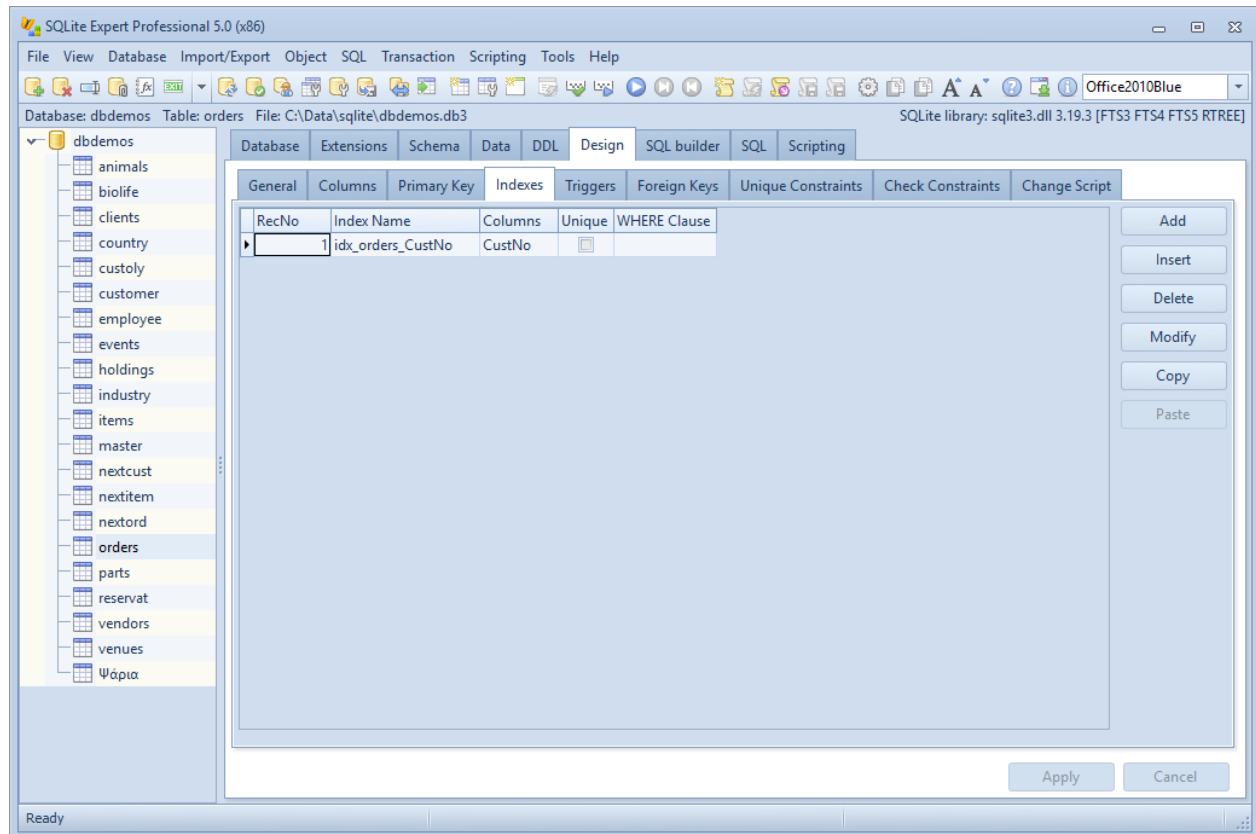 SQLite Expert Professional 5.0 (x86)
File View Database Import/Export Object SQL Transaction Scripting Tools Help
Office2010Blue
Database: dbdemos Table: orders File: C:\Data\sqlite\dbdemos.db3 SQLite library: sqlite3.dll 3.19.3 [FTS3 FTS4 FTS5 RTREE]
dbdemos
animals
biolife
clients
country
custoly
customer
employee
events
holdings
industry
items
master
nextcust
nextitem
nextord
orders
parts
reservat
vendors
venues
Ψάρια
Database Extensions Schema Data DDL Design SQL builder SQL Scripting
General Columns Primary Key Indexes Triggers Foreign Keys Unique Constraints Check Constraints Change Script
RecNo Index Name Columns Unique WHERE Clause
1 idx_orders_CustNo CustNo
Add
Insert
Delete
Modify
Copy
Paste
Apply Cancel
Ready